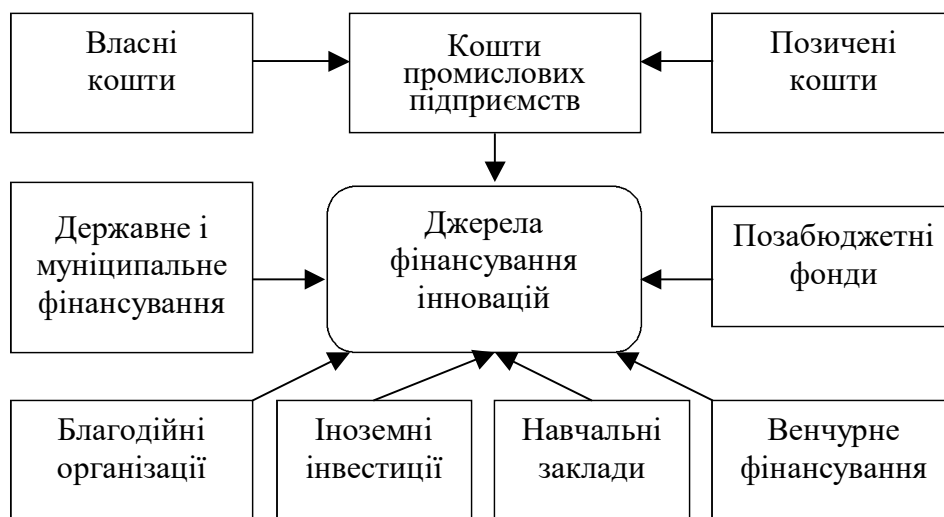 Власні
кошти
Кошти
промислових
підприємств
Позичені
кошти
Державне і
муніципальне
фінансування
Джерела
фінансування
інновацій
Позабюджетні
фонди
Благодійні
організації
Іноземні
інвестиції
Навчальні
заклади
Венчурне
фінансування